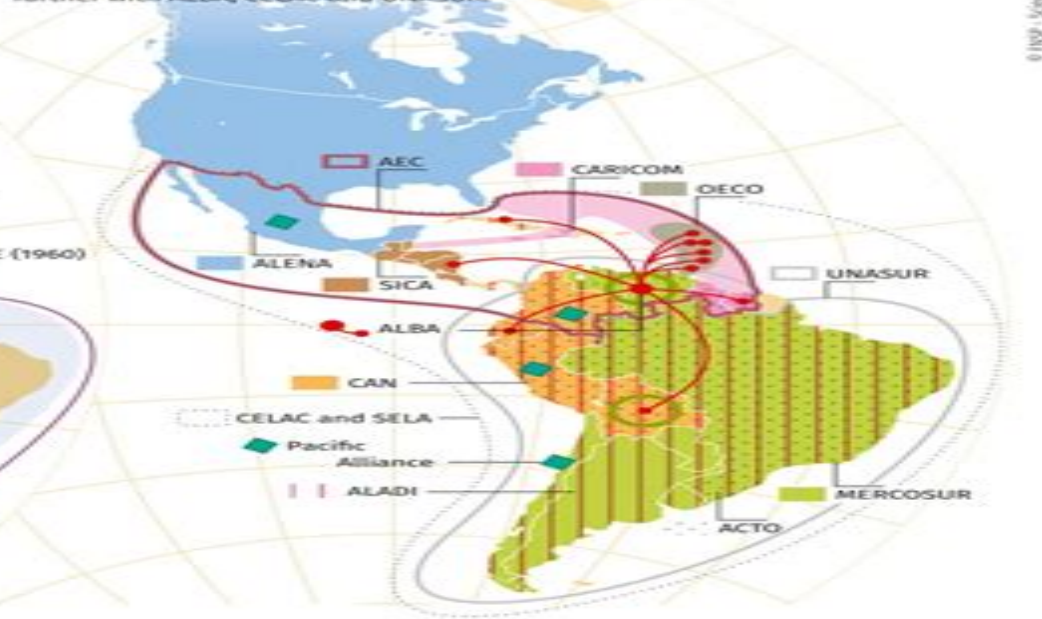 AEC
CARICOM
OECO
(1960)
ALENA
UNASUR
SICA
ALBA
CAN
CELAC and SELA
Pacific
Alliance
ALADI
MERCOSUR
ACTO